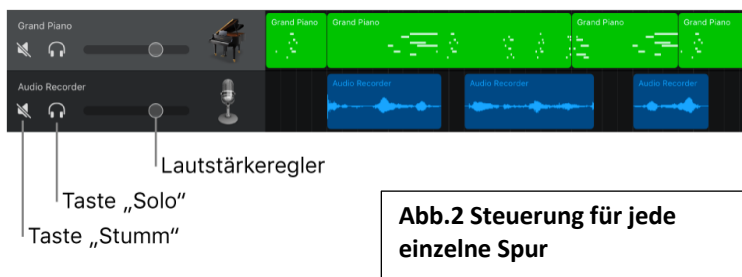 Grand Piano
Grand Piano Grand Piano Grand Piano Grand Piano
Audio Recorder
Audio Recorder Audio Recorder Audio Recorder
Lautstärkeregler
Taste „Solo“
Taste „Stumm“
Abb.2 Steuerung für jede
einzelne Spur